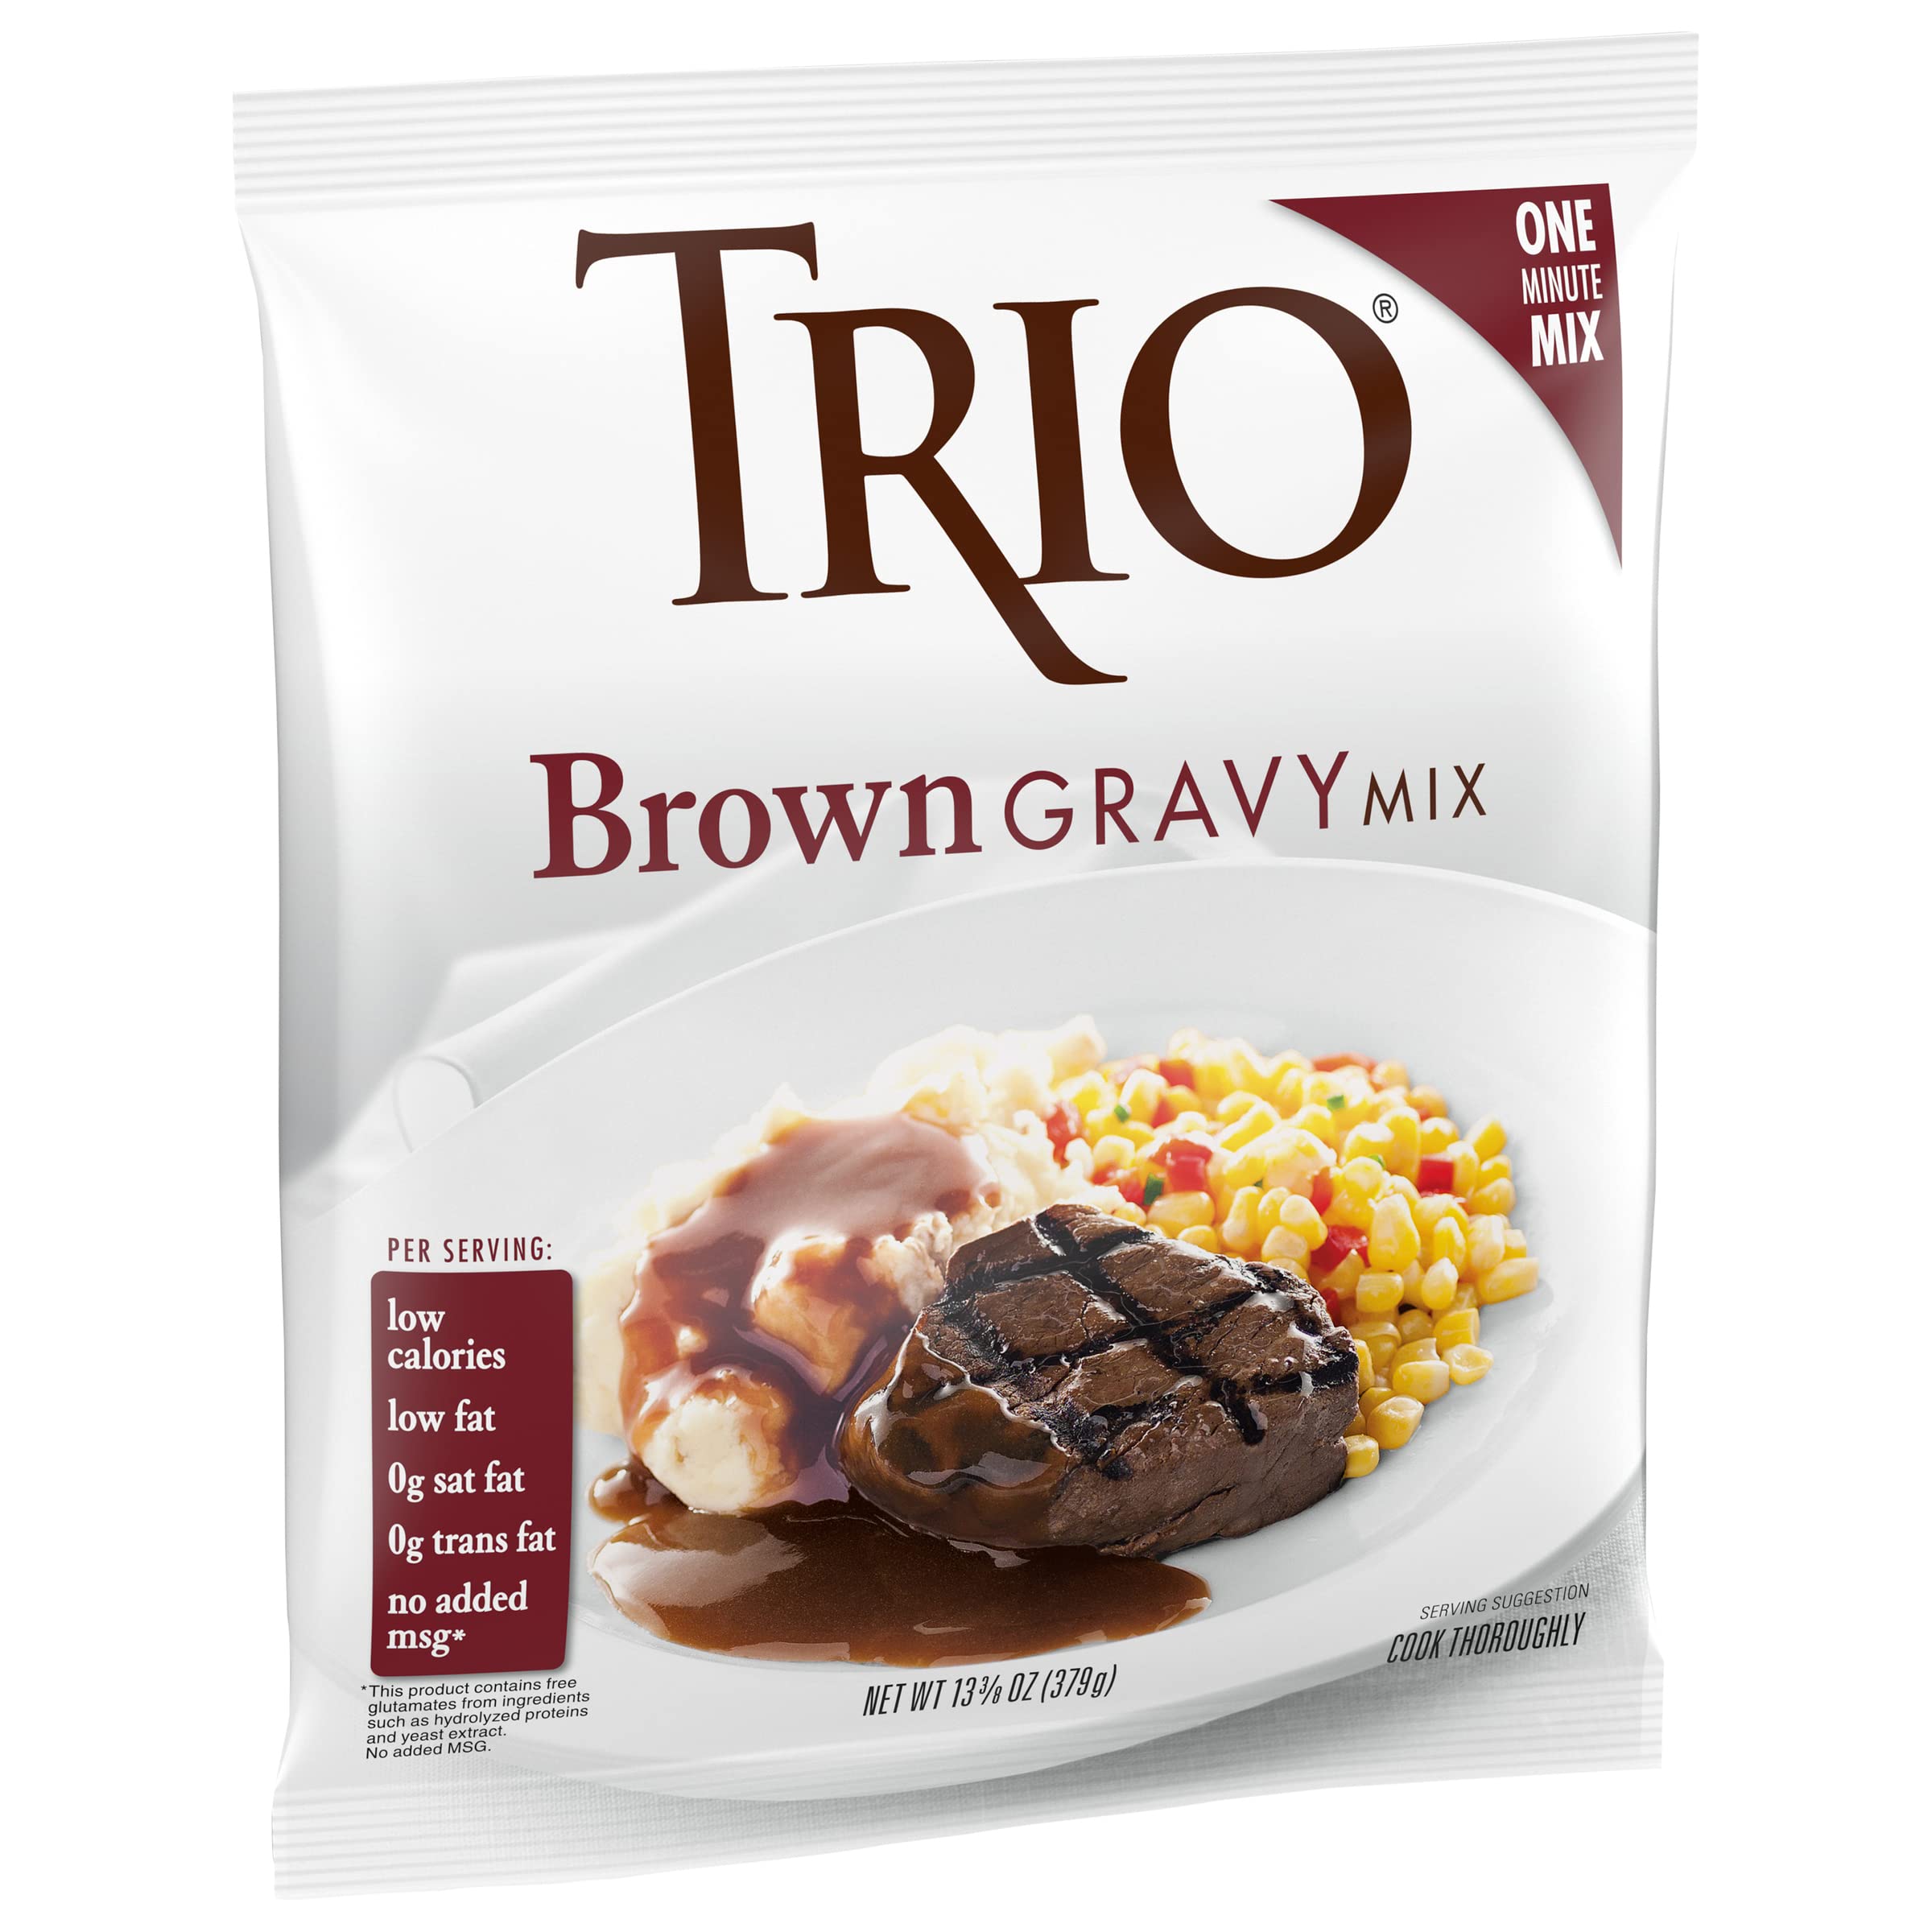 TRIO®
ONE
MINUTE
MIX
Brown GRAVY MIX
PER SERVING:
low
calories
low fat
0g sat fat
0g trans fat
no added
msg*
*This product contains free
glutamates from ingredients
such as hydrolyzed proteins
and yeast extract.
No added MSG.
NET WT 13 3/8 OZ (379g)
SERVING SUGGESTION
COOK THOROUGHLY